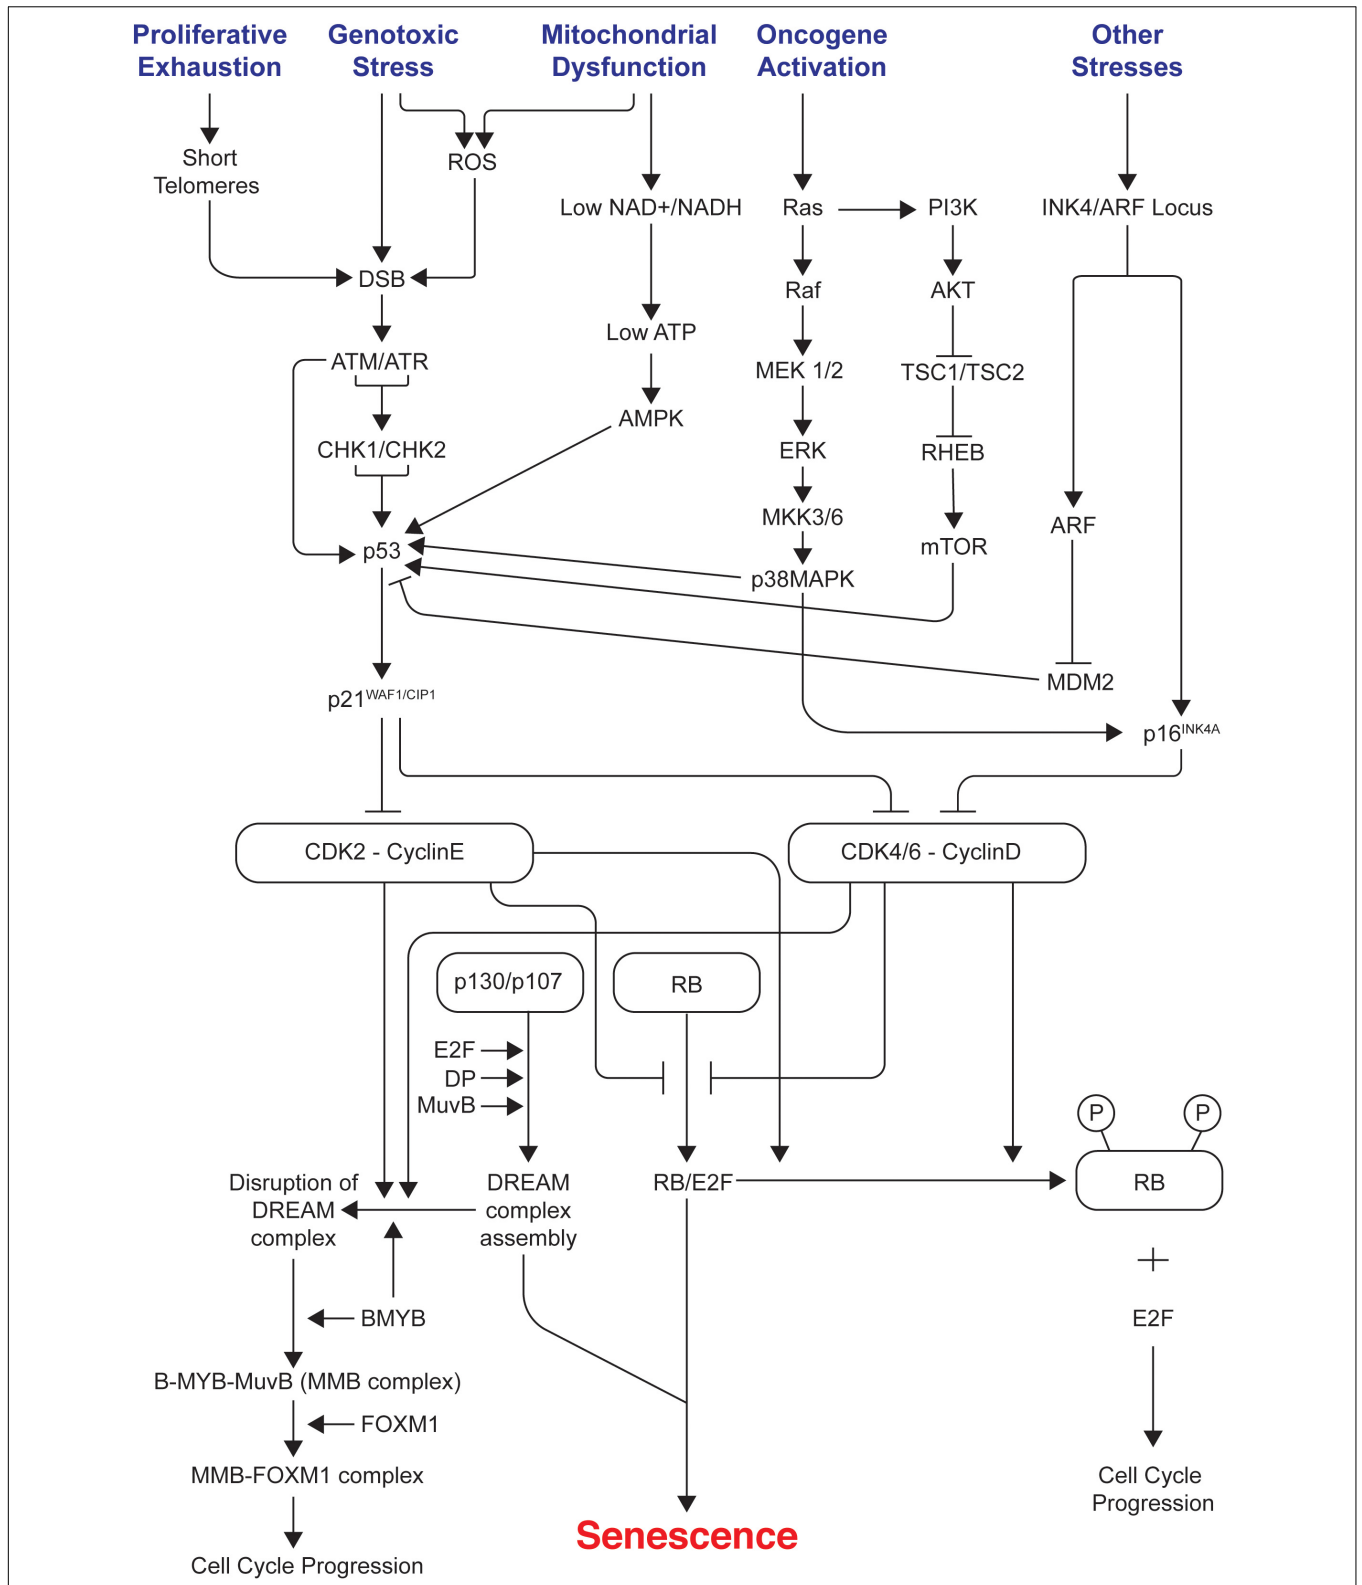 Proliferative
Exhaustion
Genotoxic
Stress
Mitochondrial
Dysfunction
Oncogene
Activation
Other
Stresses
Short
Telomeres
ROS
Low NAD+/NADH
Ras
PI3K
INK4/ARF Locus
DSB
Raf
AKT
Low ATP
ATM/ATR
MEK 1/2
TSC1/TSC2
AMPK
CHK1/CHK2
ERK
RHEB
MKK3/6
ARF
p53
mTOR
p38MAPK
MDM2
p21WAF1/CIP1
p16INK4A
CDK2 - CyclinE
CDK4/6 - CyclinD
p130/p107
RB
E2F
DP
MuvB
P
P
Disruption of
DREAM
complex
DREAM
complex
assembly
RB/E2F
RB
+
BMYB
E2F
B-MYB-MuvB (MMB complex)
FOXM1
MMB-FOXM1 complex
Cell Cycle
Progression
Senescence
Cell Cycle Progression